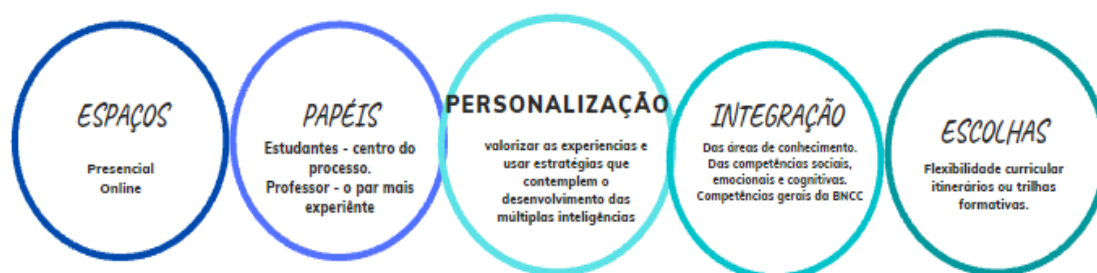 ESPAÇOS
Presencial
Online
PAPÉIS
Estudantes - centro do
processo.
Professor - o par mais
experiênte
PERSONALIZAÇÃO
valorizar as experiencias e
usar estratégias que
contemplem o
desenvolvimento das
múltiplas inteligências
INTEGRAÇÃO
Das áreas de conhecimento.
Das competências sociais,
emocionais e cognitivas.
Competências gerais da BNCC
ESCOLHAS
Flexibilidade curricular
itinerários ou trilhas
formativas.